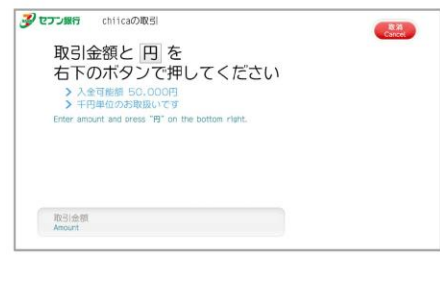 セブン銀行 chiicaの取引
取消
Cancel
取引金額と 円 を
右下のボタンで押してください
> 入金可能額 50,000円
> 千円単位のお取扱いです
Enter amount and press "円" on the bottom right.
取引金額
Amount